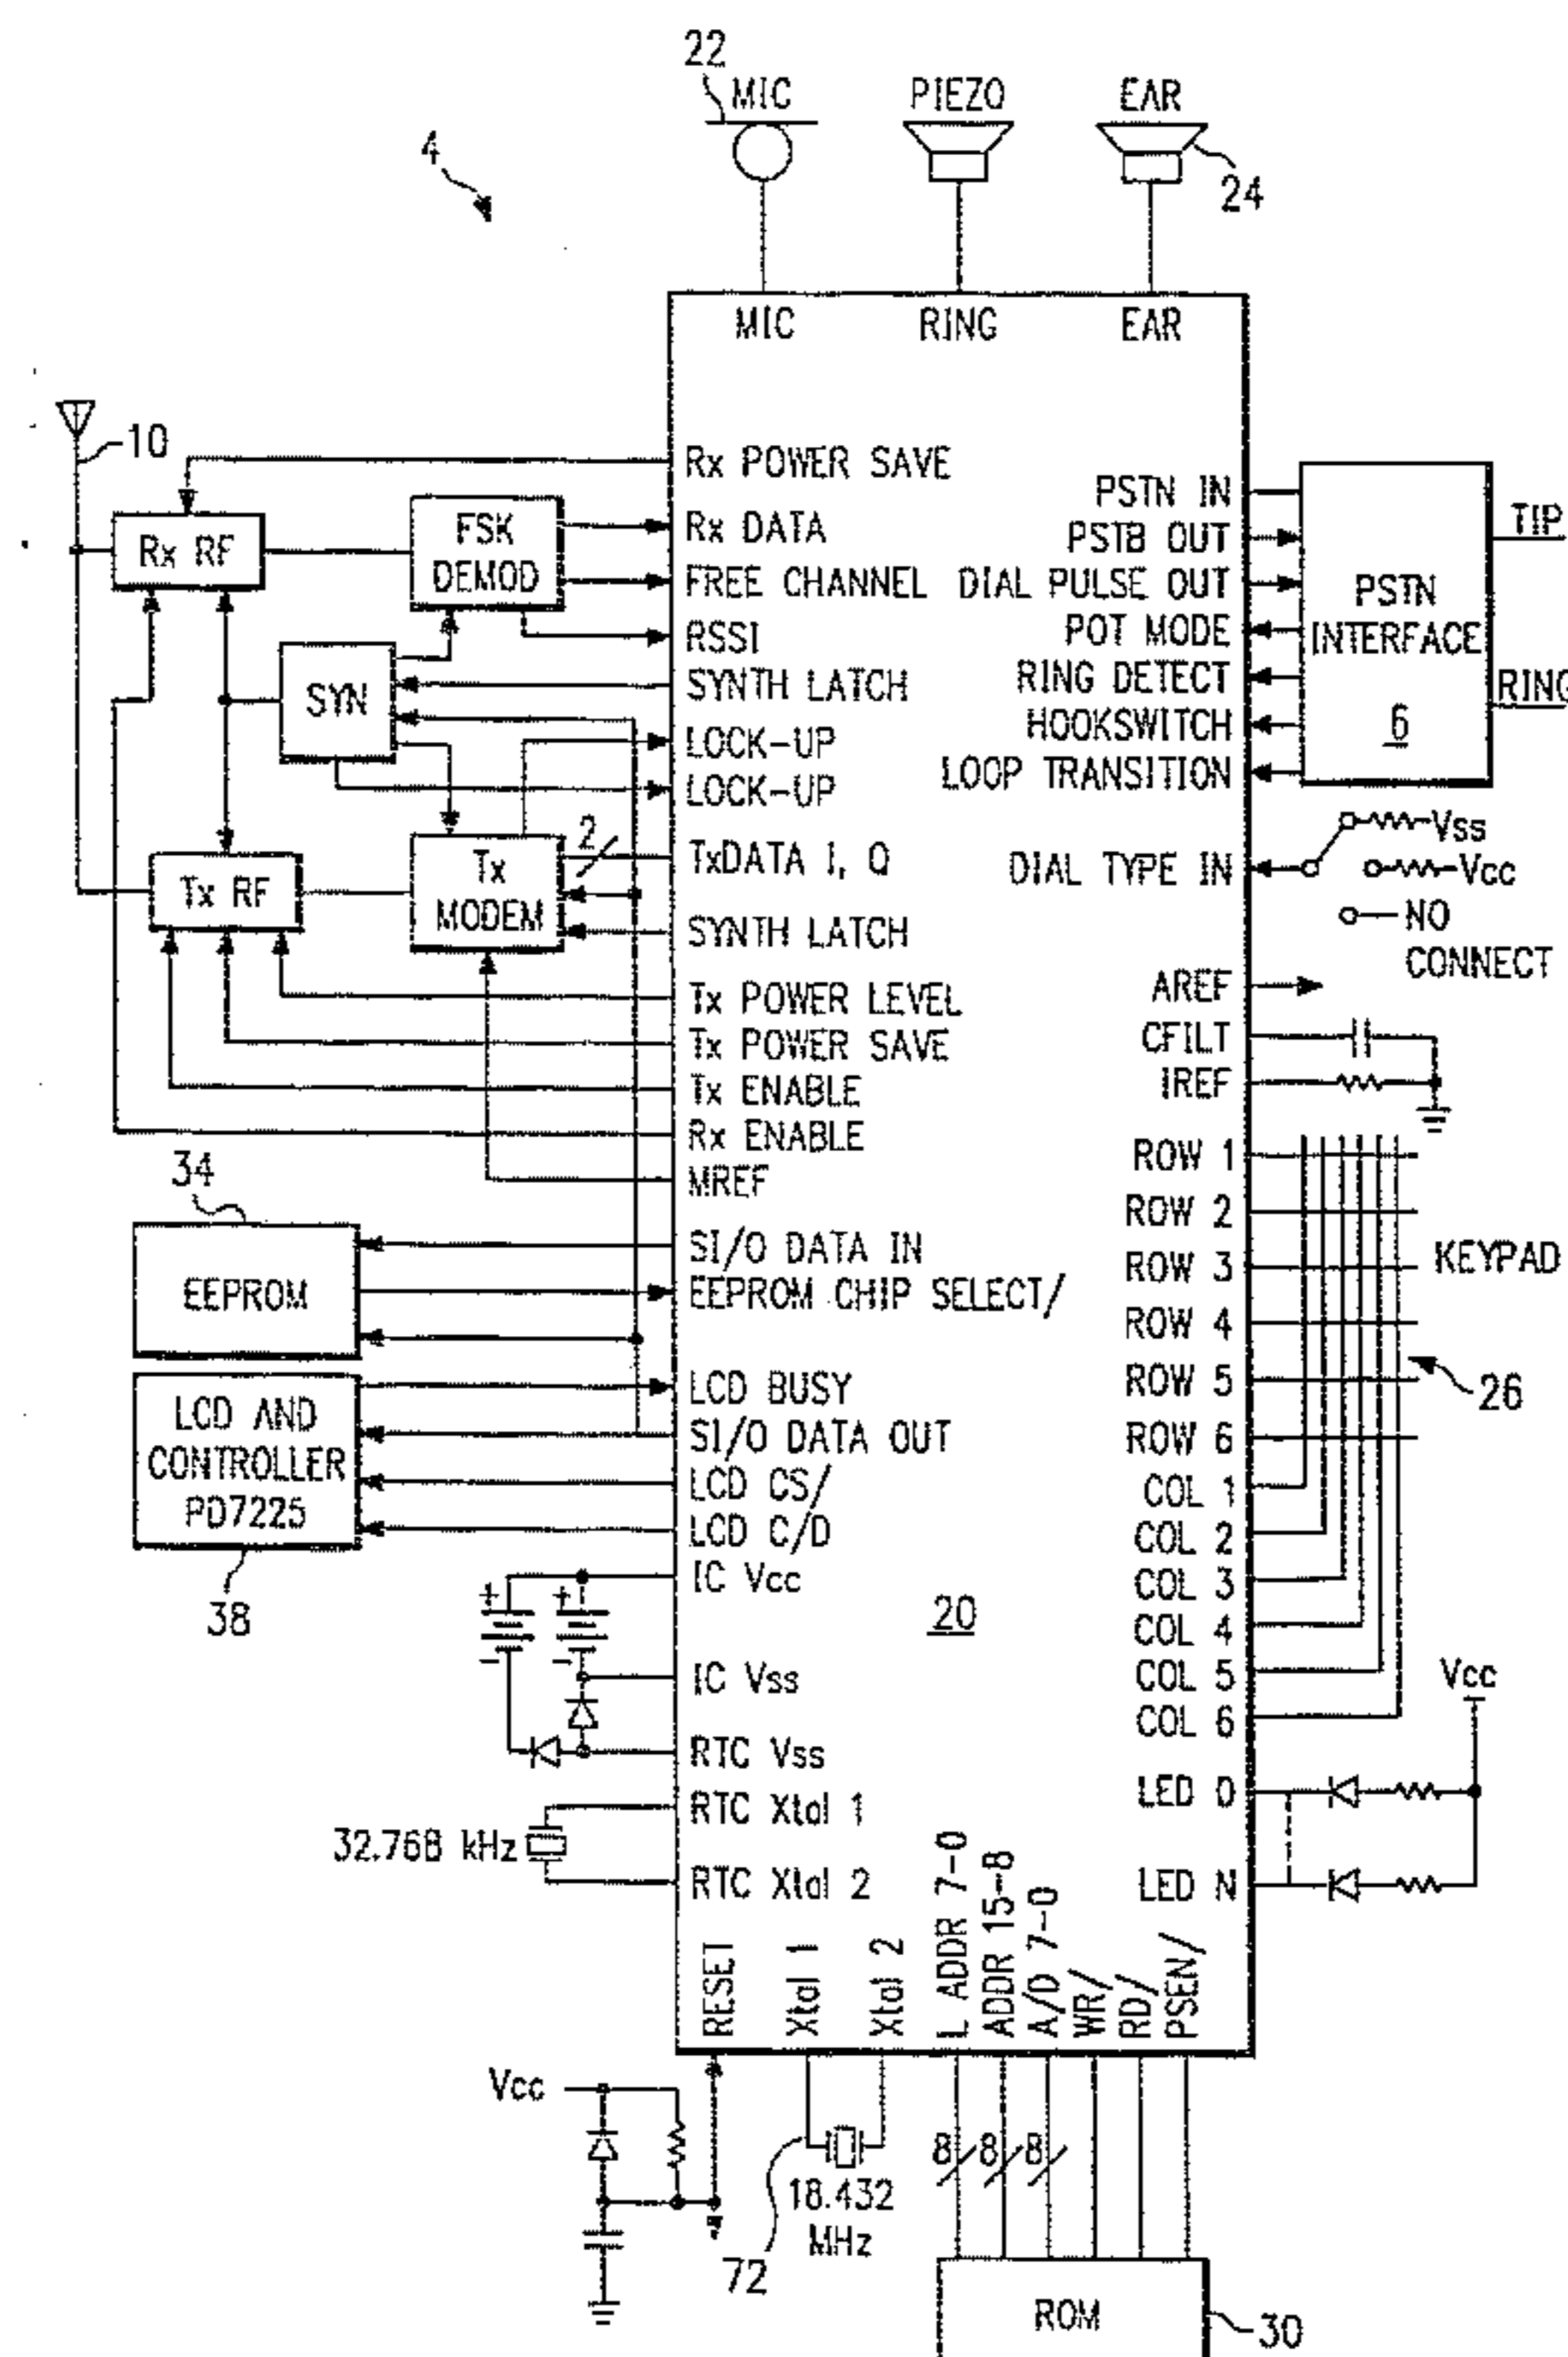 22
MIC
PIEZO
EAR
4
24
MIC
RING
EAR
10
Rx POWER SAVE
Rx RF
FSK
DEMOD
Rx DATA
FREE CHANNEL
RSSI
SYN
SYNTH LATCH
LOCK-UP
LOCK-UP
2
TxDATA I, Q
Tx RF
Tx
MODEM
SYNTH LATCH
Tx POWER LEVEL
Tx POWER SAVE
Tx ENABLE
Rx ENABLE
MREF
34
EEPROM
SI/O DATA IN
EEPROM CHIP SELECT/
LCD AND
CONTROLLER
PD7225
38
LCD BUSY
SI/O DATA OUT
LCD CS/
LCD C/D
IC Vcc
+
+
-
-
IC Vss
RTC Vss
RTC Xtal 1
32.768 kHz
RTC Xtal 2
20
PSTN IN
PSTB OUT
DIAL PULSE OUT
POT MODE
RING DETECT
HOOKSWITCH
LOOP TRANSITION
PSTN
INTERFACE
6
TIP
RING
DIAL TYPE IN
Vss
Vcc
NO
CONNECT
AREF
CFILT
IREF
ROW 1
ROW 2
ROW 3
ROW 4
ROW 5
ROW 6
KEYPAD
26
COL 1
COL 2
COL 3
COL 4
COL 5
COL 6
Vcc
LED 0
LED N
RESET
Xtal 1
Xtal 2
L ADDR 7-0
ADDR 15-8
A/D 7-0
WR/
RD/
PSEN/
Vcc
72
18.432
MHz
8
8
8
ROM
30